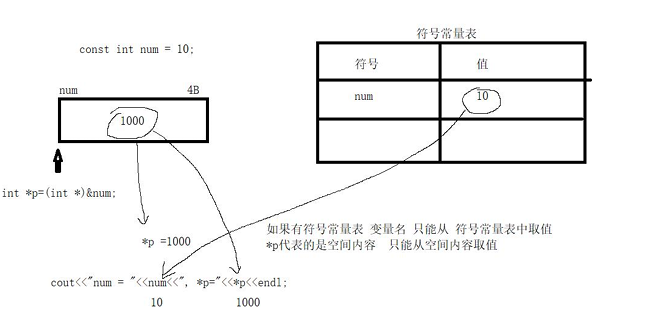 符号常量表
const int num = 10;
符号 值
num 4B
num 10
1000
int *p=(int *)&num;
如果有符号常量表 变量名 只能从 符号常量表中取值
*p =1000
*p代表的是空间内容 只能从空间内容取值
cout<<"num = "<<num<<", *p="<<*p<<endl;
10 1000